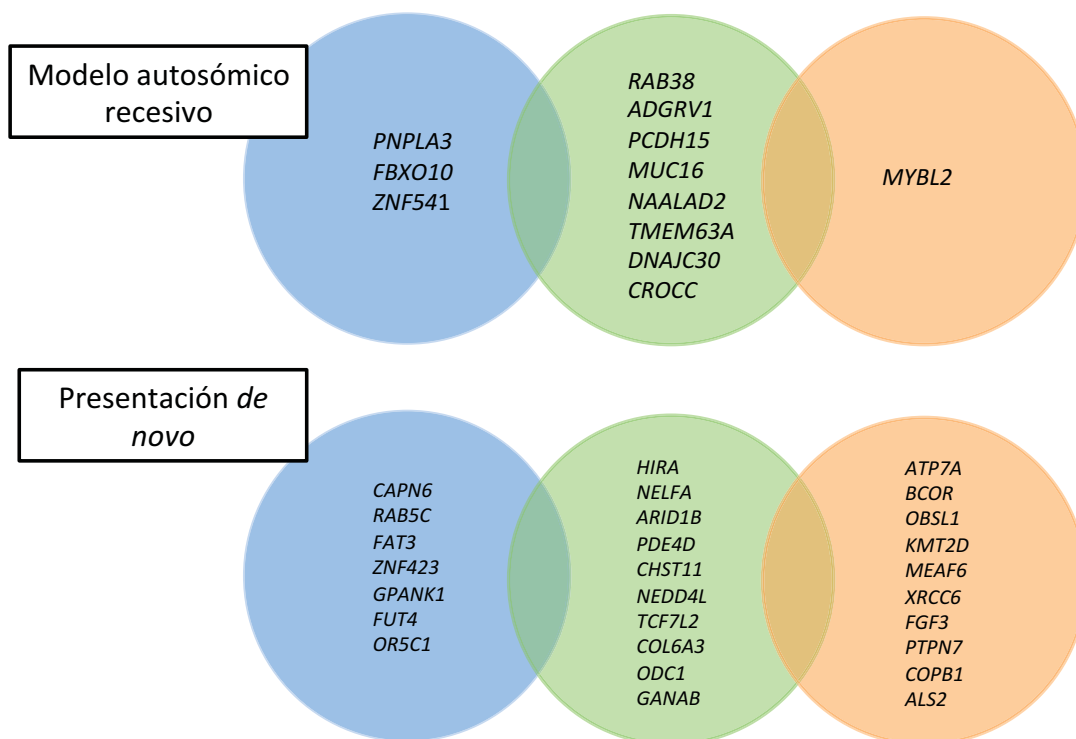 Modelo autosómico
recesivo
PNPLA3
FBXO10
ZNF541
RAB38
ADGRV1
PCDH15
MUC16
NAALAD2
TMEM63A
DNAJC30
CROCC
MYBL2
Presentación de
novo
CAPN6
RAB5C
FAT3
ZNF423
GPANK1
FUT4
OR5C1
HIRA
NELFA
ARID1B
PDE4D
CHST11
NEDD4L
TCF7L2
COL6A3
ODC1
GANAB
ATP7A
BCOR
OBSL1
KMT2D
MEAF6
XRCC6
FGF3
PTPN7
COPB1
ALS2